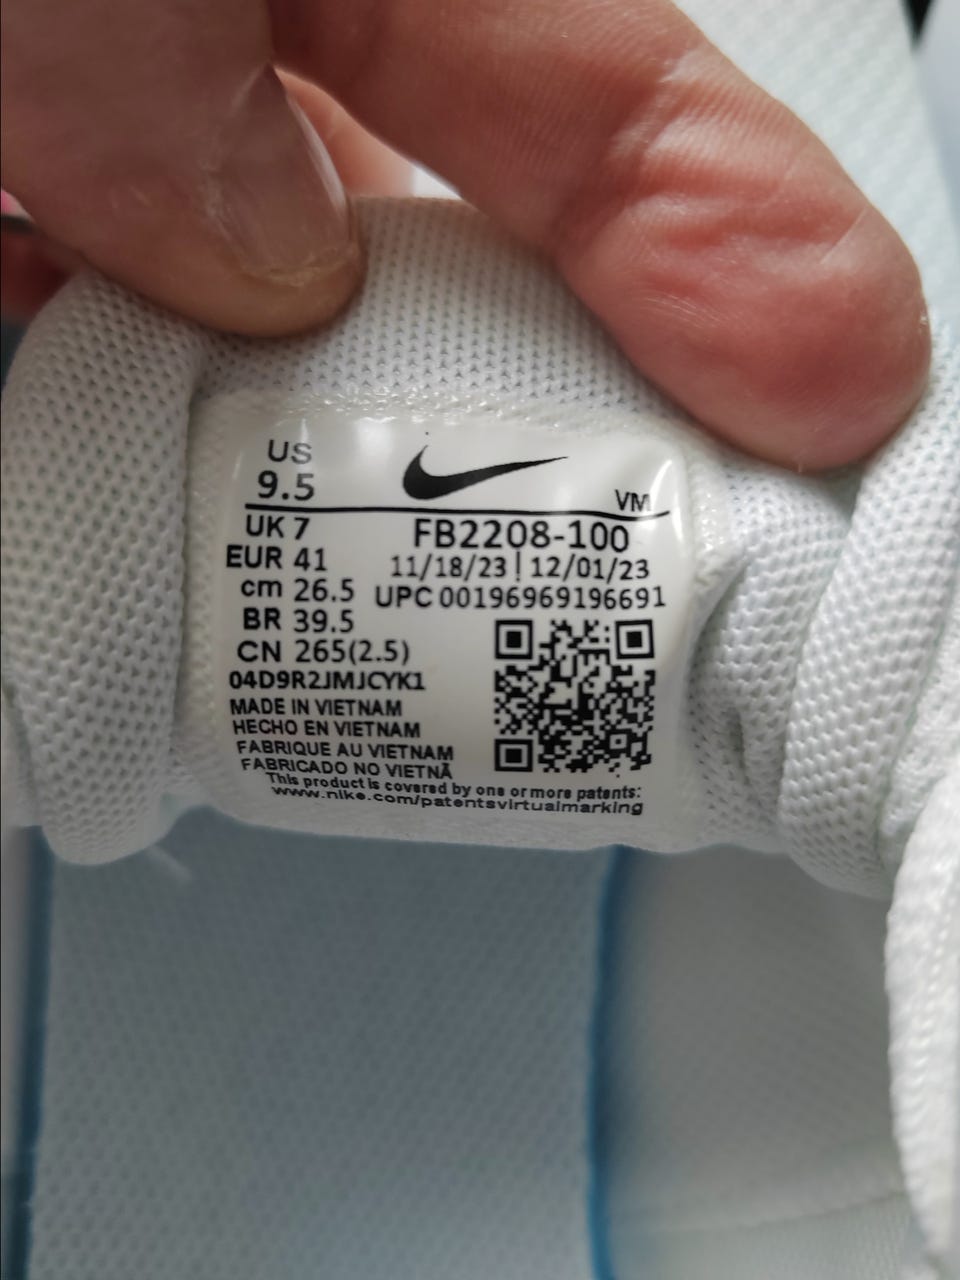 US
9.5
VM
UK 7
FB2208-100
EUR 41
11/18/23 | 12/01/23
cm 26.5
UPC 00196969196691
BR 39.5
CN 265(2.5)
04D9R2JMJCYK1
MADE IN VIETNAM
HECHO EN VIETNAM
FABRIQUE AU VIETNAM
FABRICADO NO VIETNÃ
This product is covered by one or more patents:
www.nike.com/patentsvirtualmarking